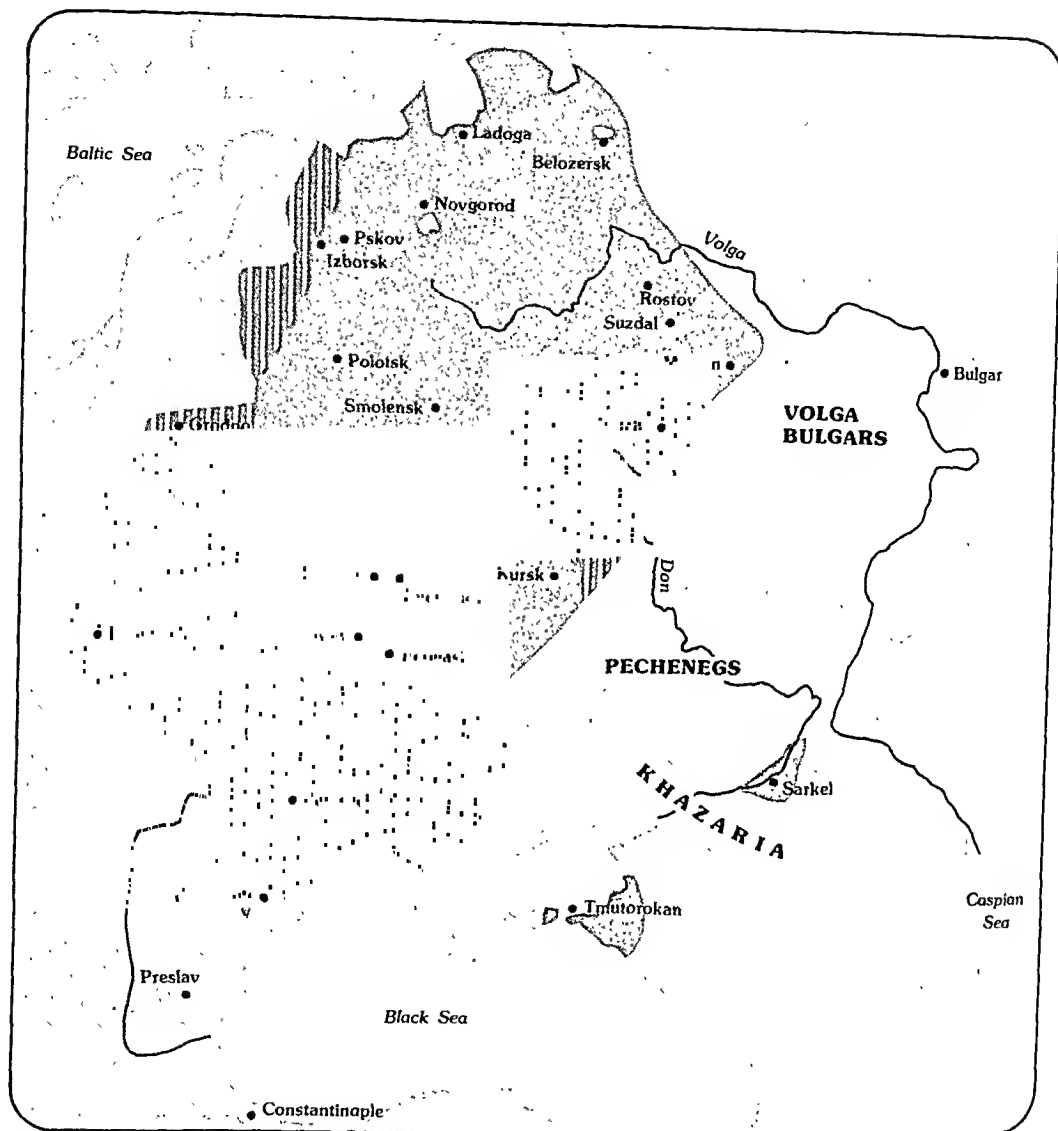 Baltic Sea
Ladoga
Belozersk
Novgorod
Pskov
Izborsk
Volga
Rostov
Suzdal
Polotsk
n
Bulgar
Smolensk
VOLGA
BULGARS
Don
PECHENEGS
KHAZARIA
Sarkel
Tmutorokan
Caspian
Sea
Preslav
Black Sea
Constantinople